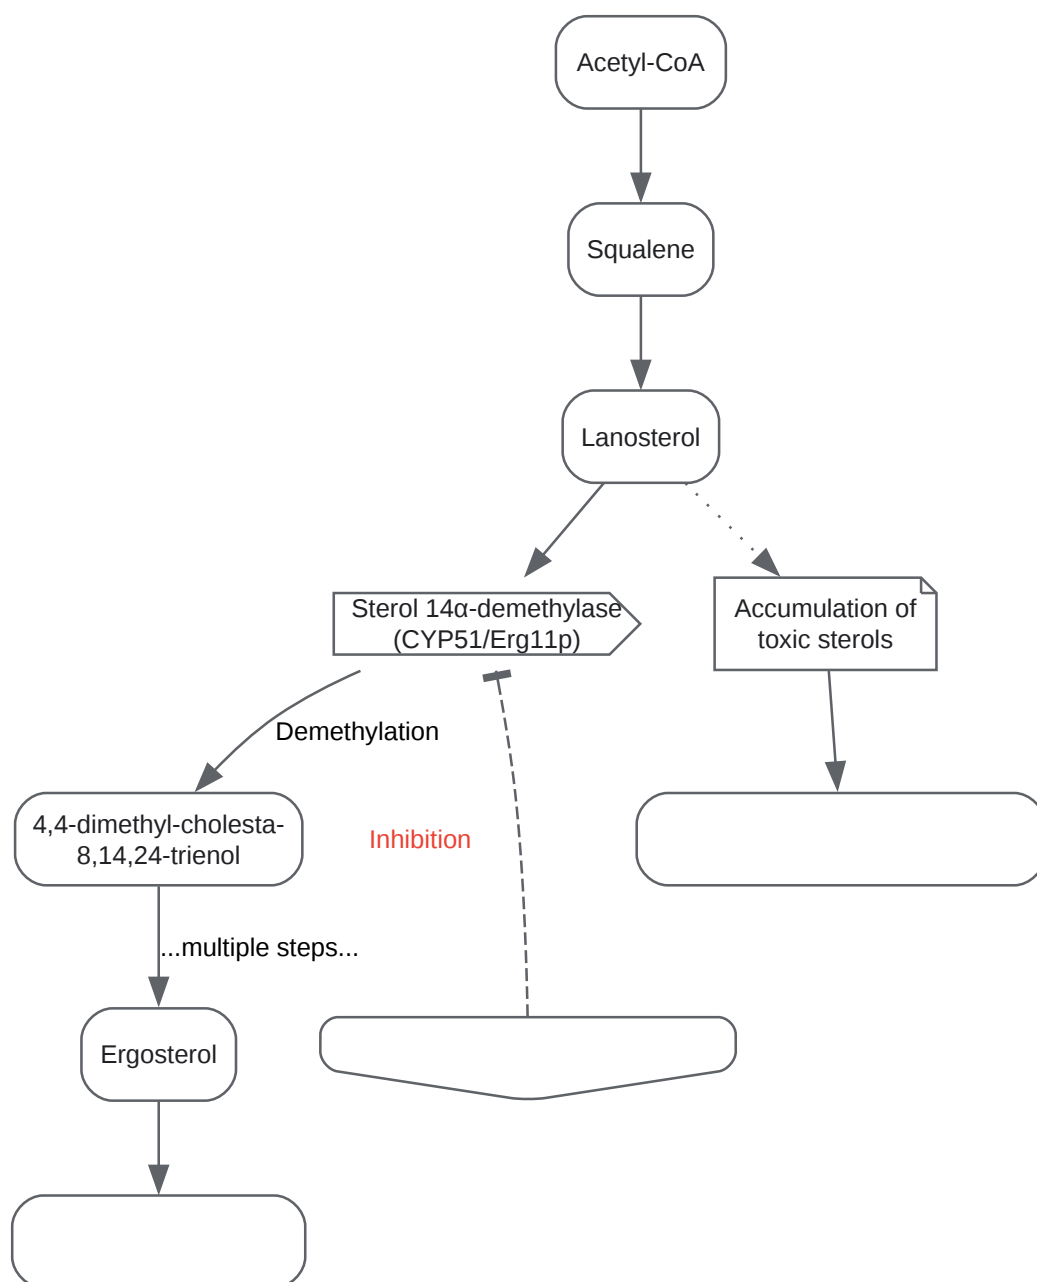 Acetyl-CoA
Squalene
Lanosterol
Sterol 14α-demethylase
(CYP51/Erg11p)
Accumulation of
toxic sterols
Demethylation
4,4-dimethyl-cholesta-
8,14,24-trienol
Inhibition
...multiple steps...
Ergosterol